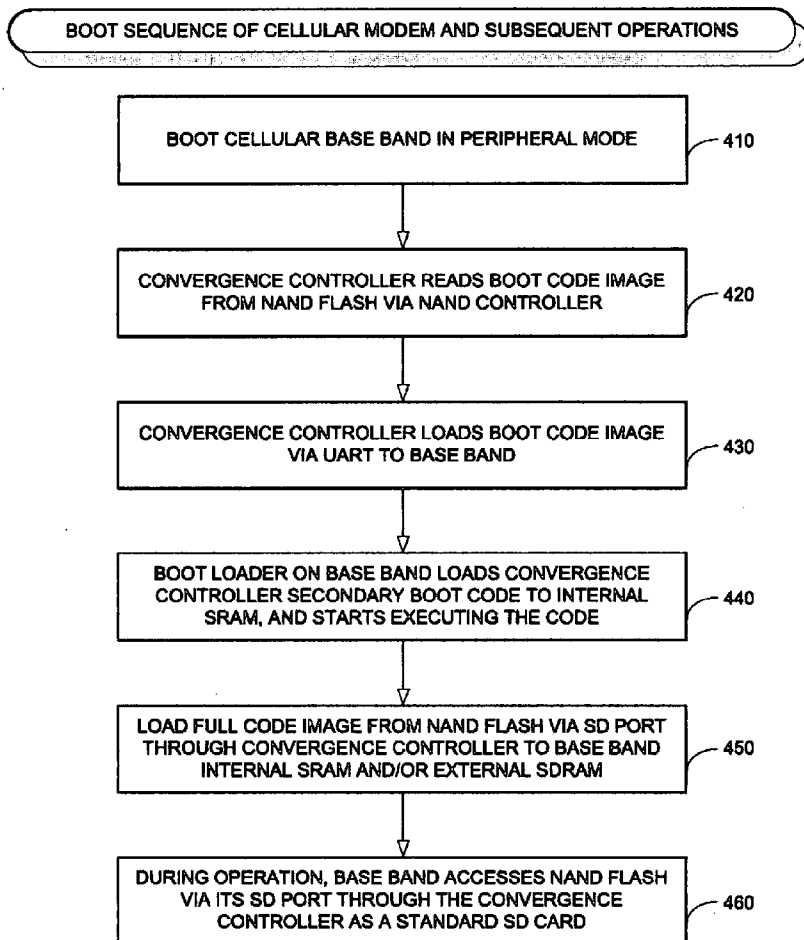 BOOT SEQUENCE OF CELLULAR MODEM AND SUBSEQUENT OPERATIONS
BOOT CELLULAR BASE BAND IN PERIPHERAL MODE
410
CONVERGENCE CONTROLLER READS BOOT CODE IMAGE
FROM NAND FLASH VIA NAND CONTROLLER
420
CONVERGENCE CONTROLLER LOADS BOOT CODE IMAGE
VIA UART TO BASE BAND
430
BOOT LOADER ON BASE BAND LOADS CONVERGENCE
CONTROLLER SECONDARY BOOT CODE TO INTERNAL
SRAM, AND STARTS EXECUTING THE CODE
440
LOAD FULL CODE IMAGE FROM NAND FLASH VIA SD PORT
THROUGH CONVERGENCE CONTROLLER TO BASE BAND
INTERNAL SRAM AND/OR EXTERNAL SDRAM
450
DURING OPERATION, BASE BAND ACCESSES NAND FLASH
VIA ITS SD PORT THROUGH THE CONVERGENCE
CONTROLLER AS A STANDARD SD CARD
460